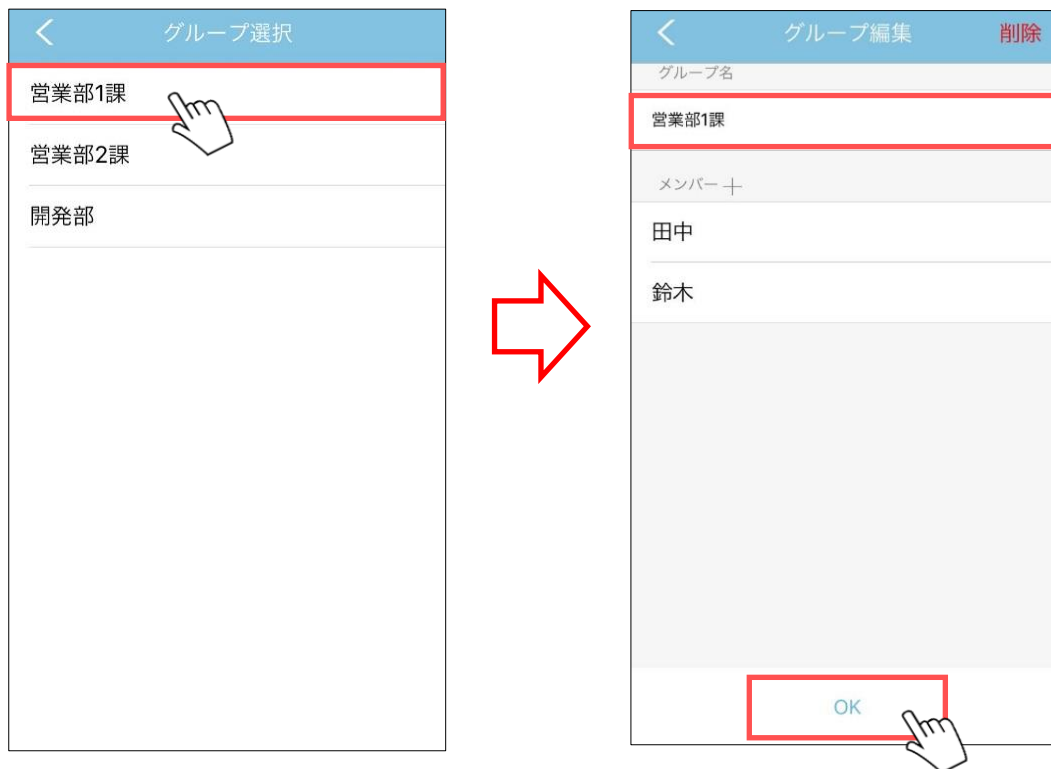 グループ選択
営業部1課
営業部2課
開発部
グループ編集 削除
グループ名
営業部1課
メンバー＋
田中
鈴木
OK